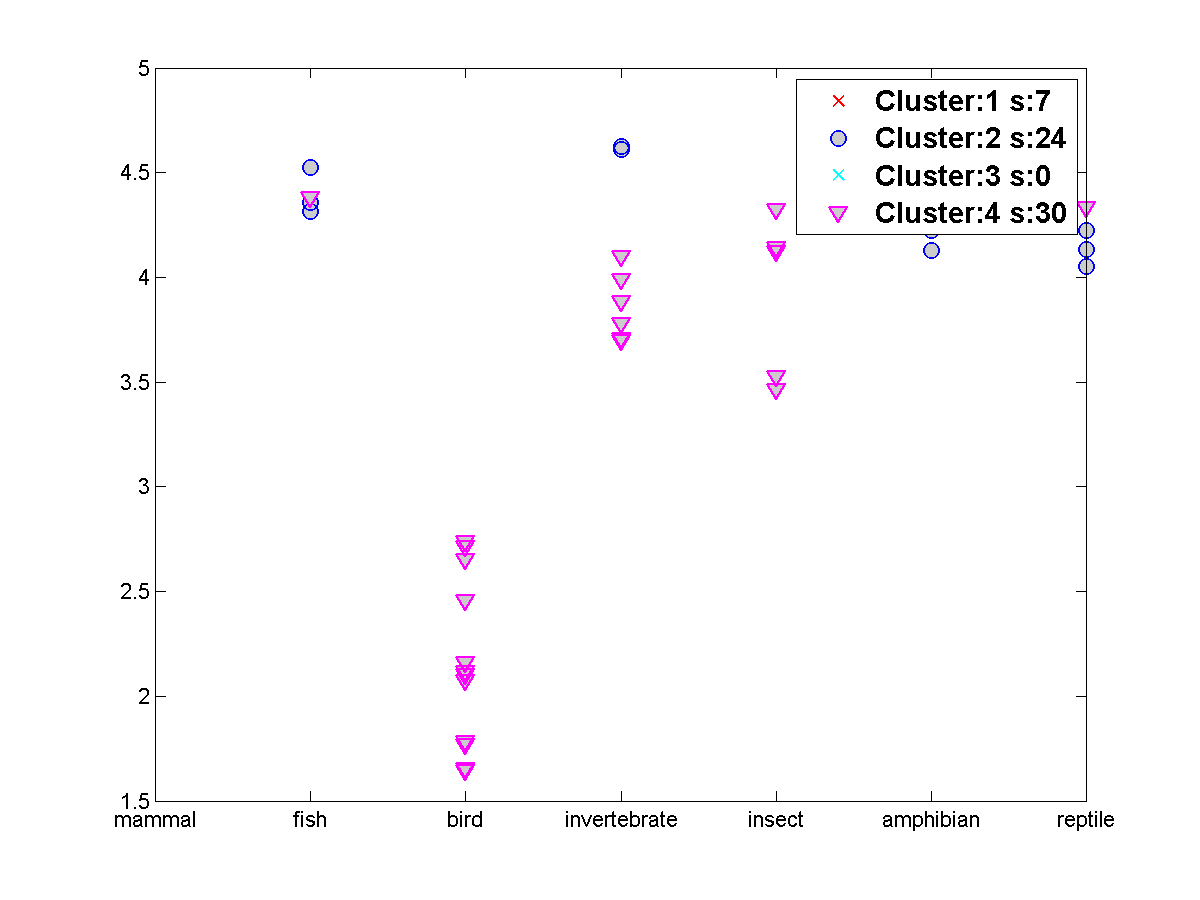 5
4.5
4
3.5
3
2.5
2
1.5
mammal fish bird invertebrate insect amphibian reptile
Cluster:1 s:7
Cluster:2 s:24
Cluster:3 s:0
Cluster:4 s:30